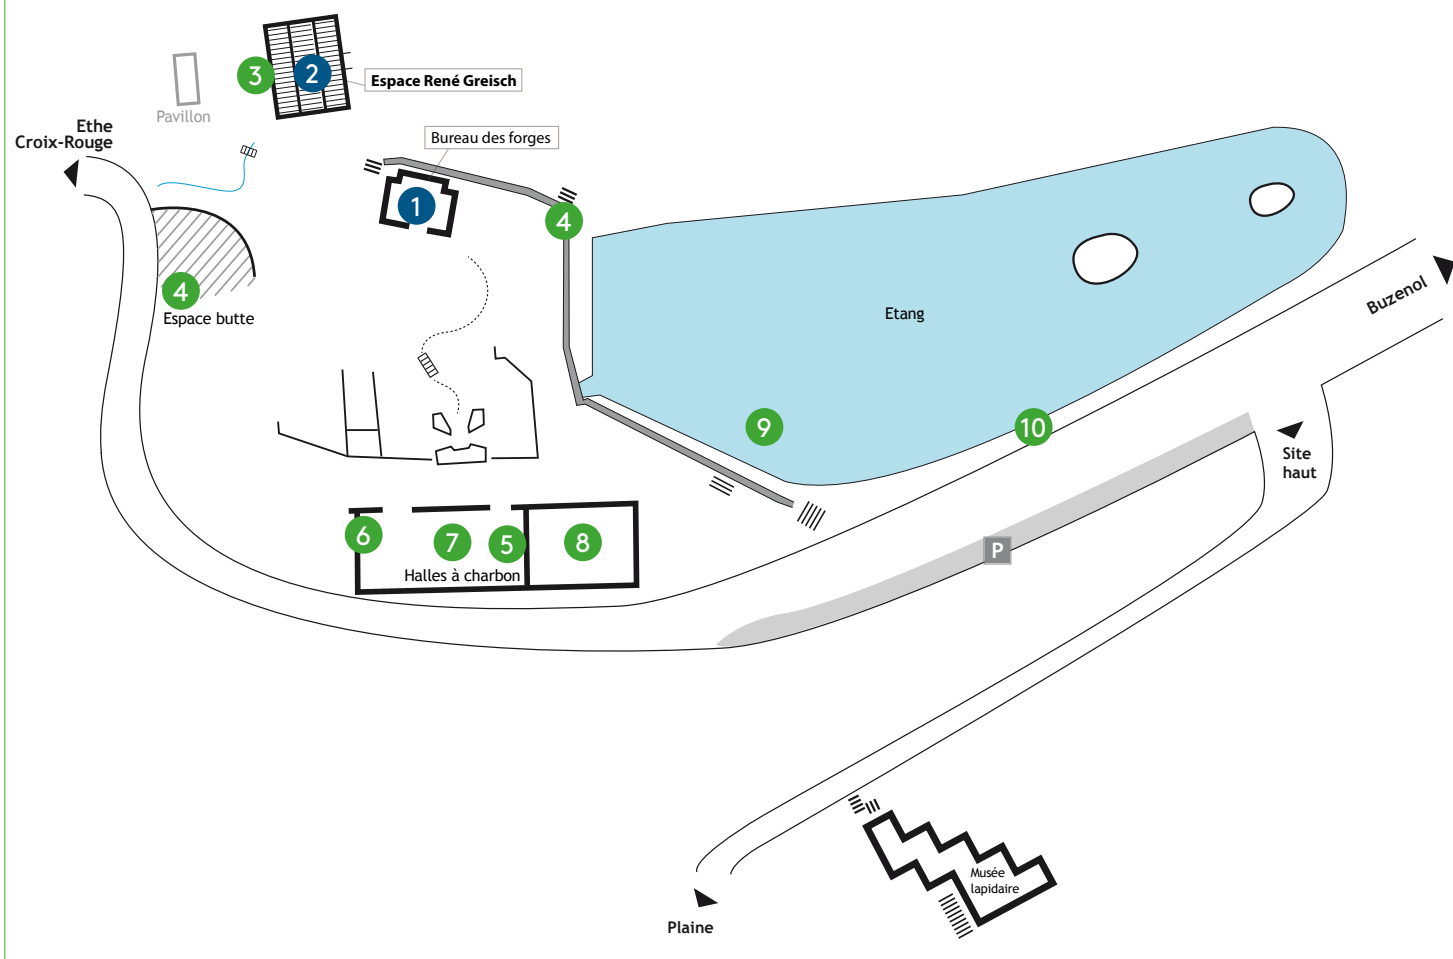 3
2
Espace René Greisch
Pavillon
Ethe
Croix-Rouge
Bureau des forges
1
4
4
Espace butte
Etang
Buzenol
9
10
Site
haut
6
7
5
8
Halles à charbon
P
Musée
lapidaire
Plaine